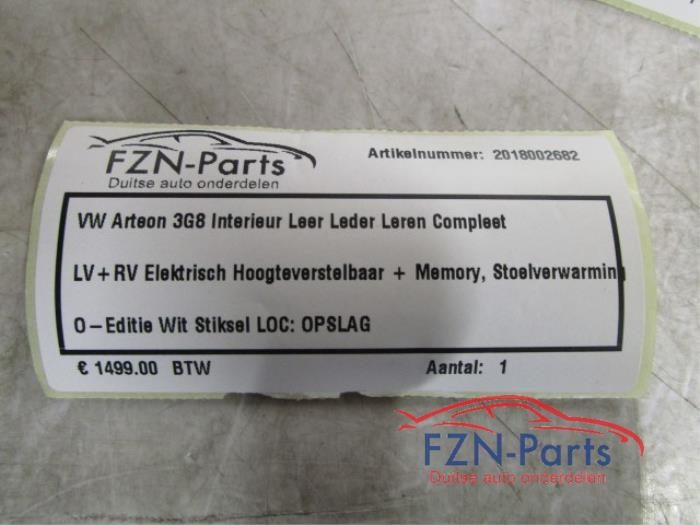 FZN-Parts
Duitse auto onderdelen
Artikelnummer: 2018002682
VW Arteon 3G8 Interieur Leer Leder Leren Compleet
LV+RV Elektrisch Hoogteverstelbaar + Memory, Stoelverwarming
O-Editie Wit Stiksel LOC: OPSLAG
€ 1499.00 BTW
Aantal: 1
FZN-Parts
Duitse auto onderdelen